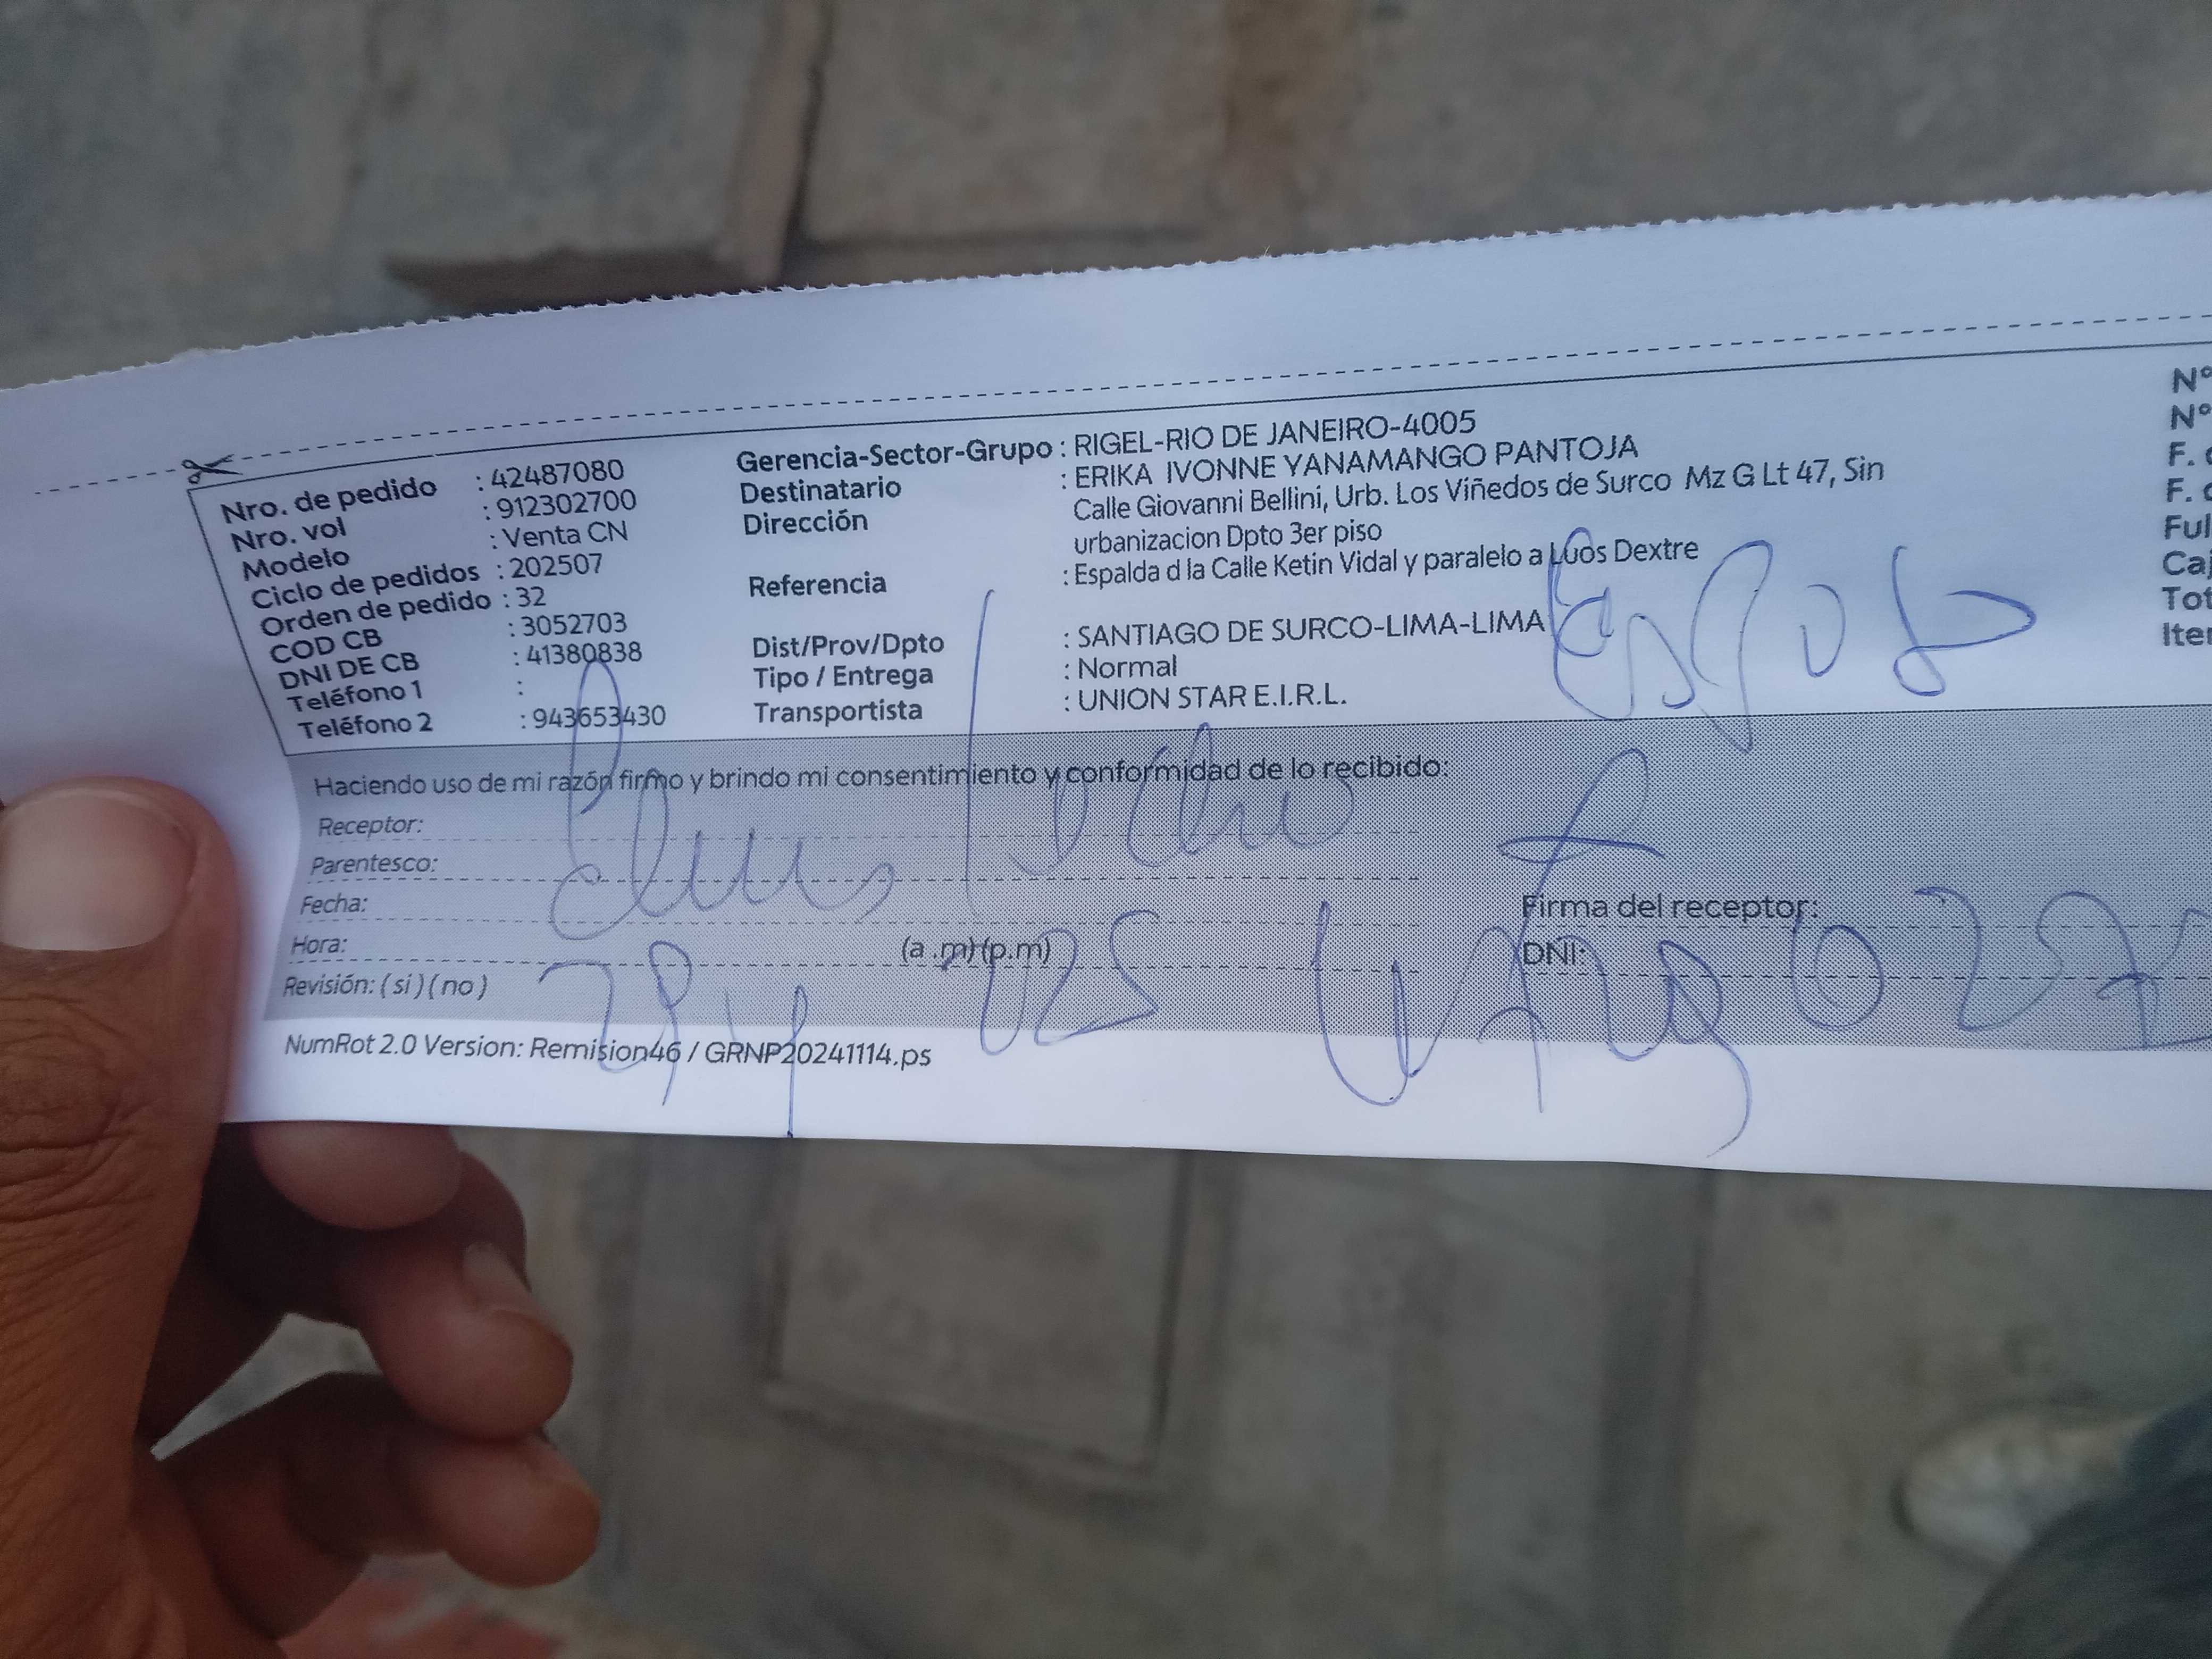 Nro. de pedido : 42487080
Nro. vol : 912302700
Modelo : Venta CN
Ciclo de pedidos : 202507
Orden de pedido : 32
COD CB : 3052703
DNI DE CB : 41380838
Teléfono 1 :
Teléfono 2 : 943653430
Gerencia-Sector-Grupo : RIGEL-RIO DE JANEIRO-4005
Destinatario : ERIKA IVONNE YANAMANGO PANTOJA
Dirección Calle Giovanni Bellini, Urb. Los Viñedos de Surco Mz G Lt 47, Sin
urbanizacion Dpto 3er piso
Referencia : Espalda d la Calle Ketin Vidal y paralelo a Luos Dextre
Dist/Prov/Dpto : SANTIAGO DE SURCO-LIMA-LIMA
Tipo / Entrega : Normal
Transportista : UNION STAR E.I.R.L.
N°
N°
F.
F.
Tot
Haciendo uso de mi razón firmo y brindo mi consentimiento y conformidad de lo recibido:
Receptor:
Parentesco:
Fecha:
Hora: (a.m) (p.m)
Revisión: ( si ) ( no )
Firma del receptor:
DNI:
NumRot 2.0 Version: Remision46 / GRNP20241114.ps